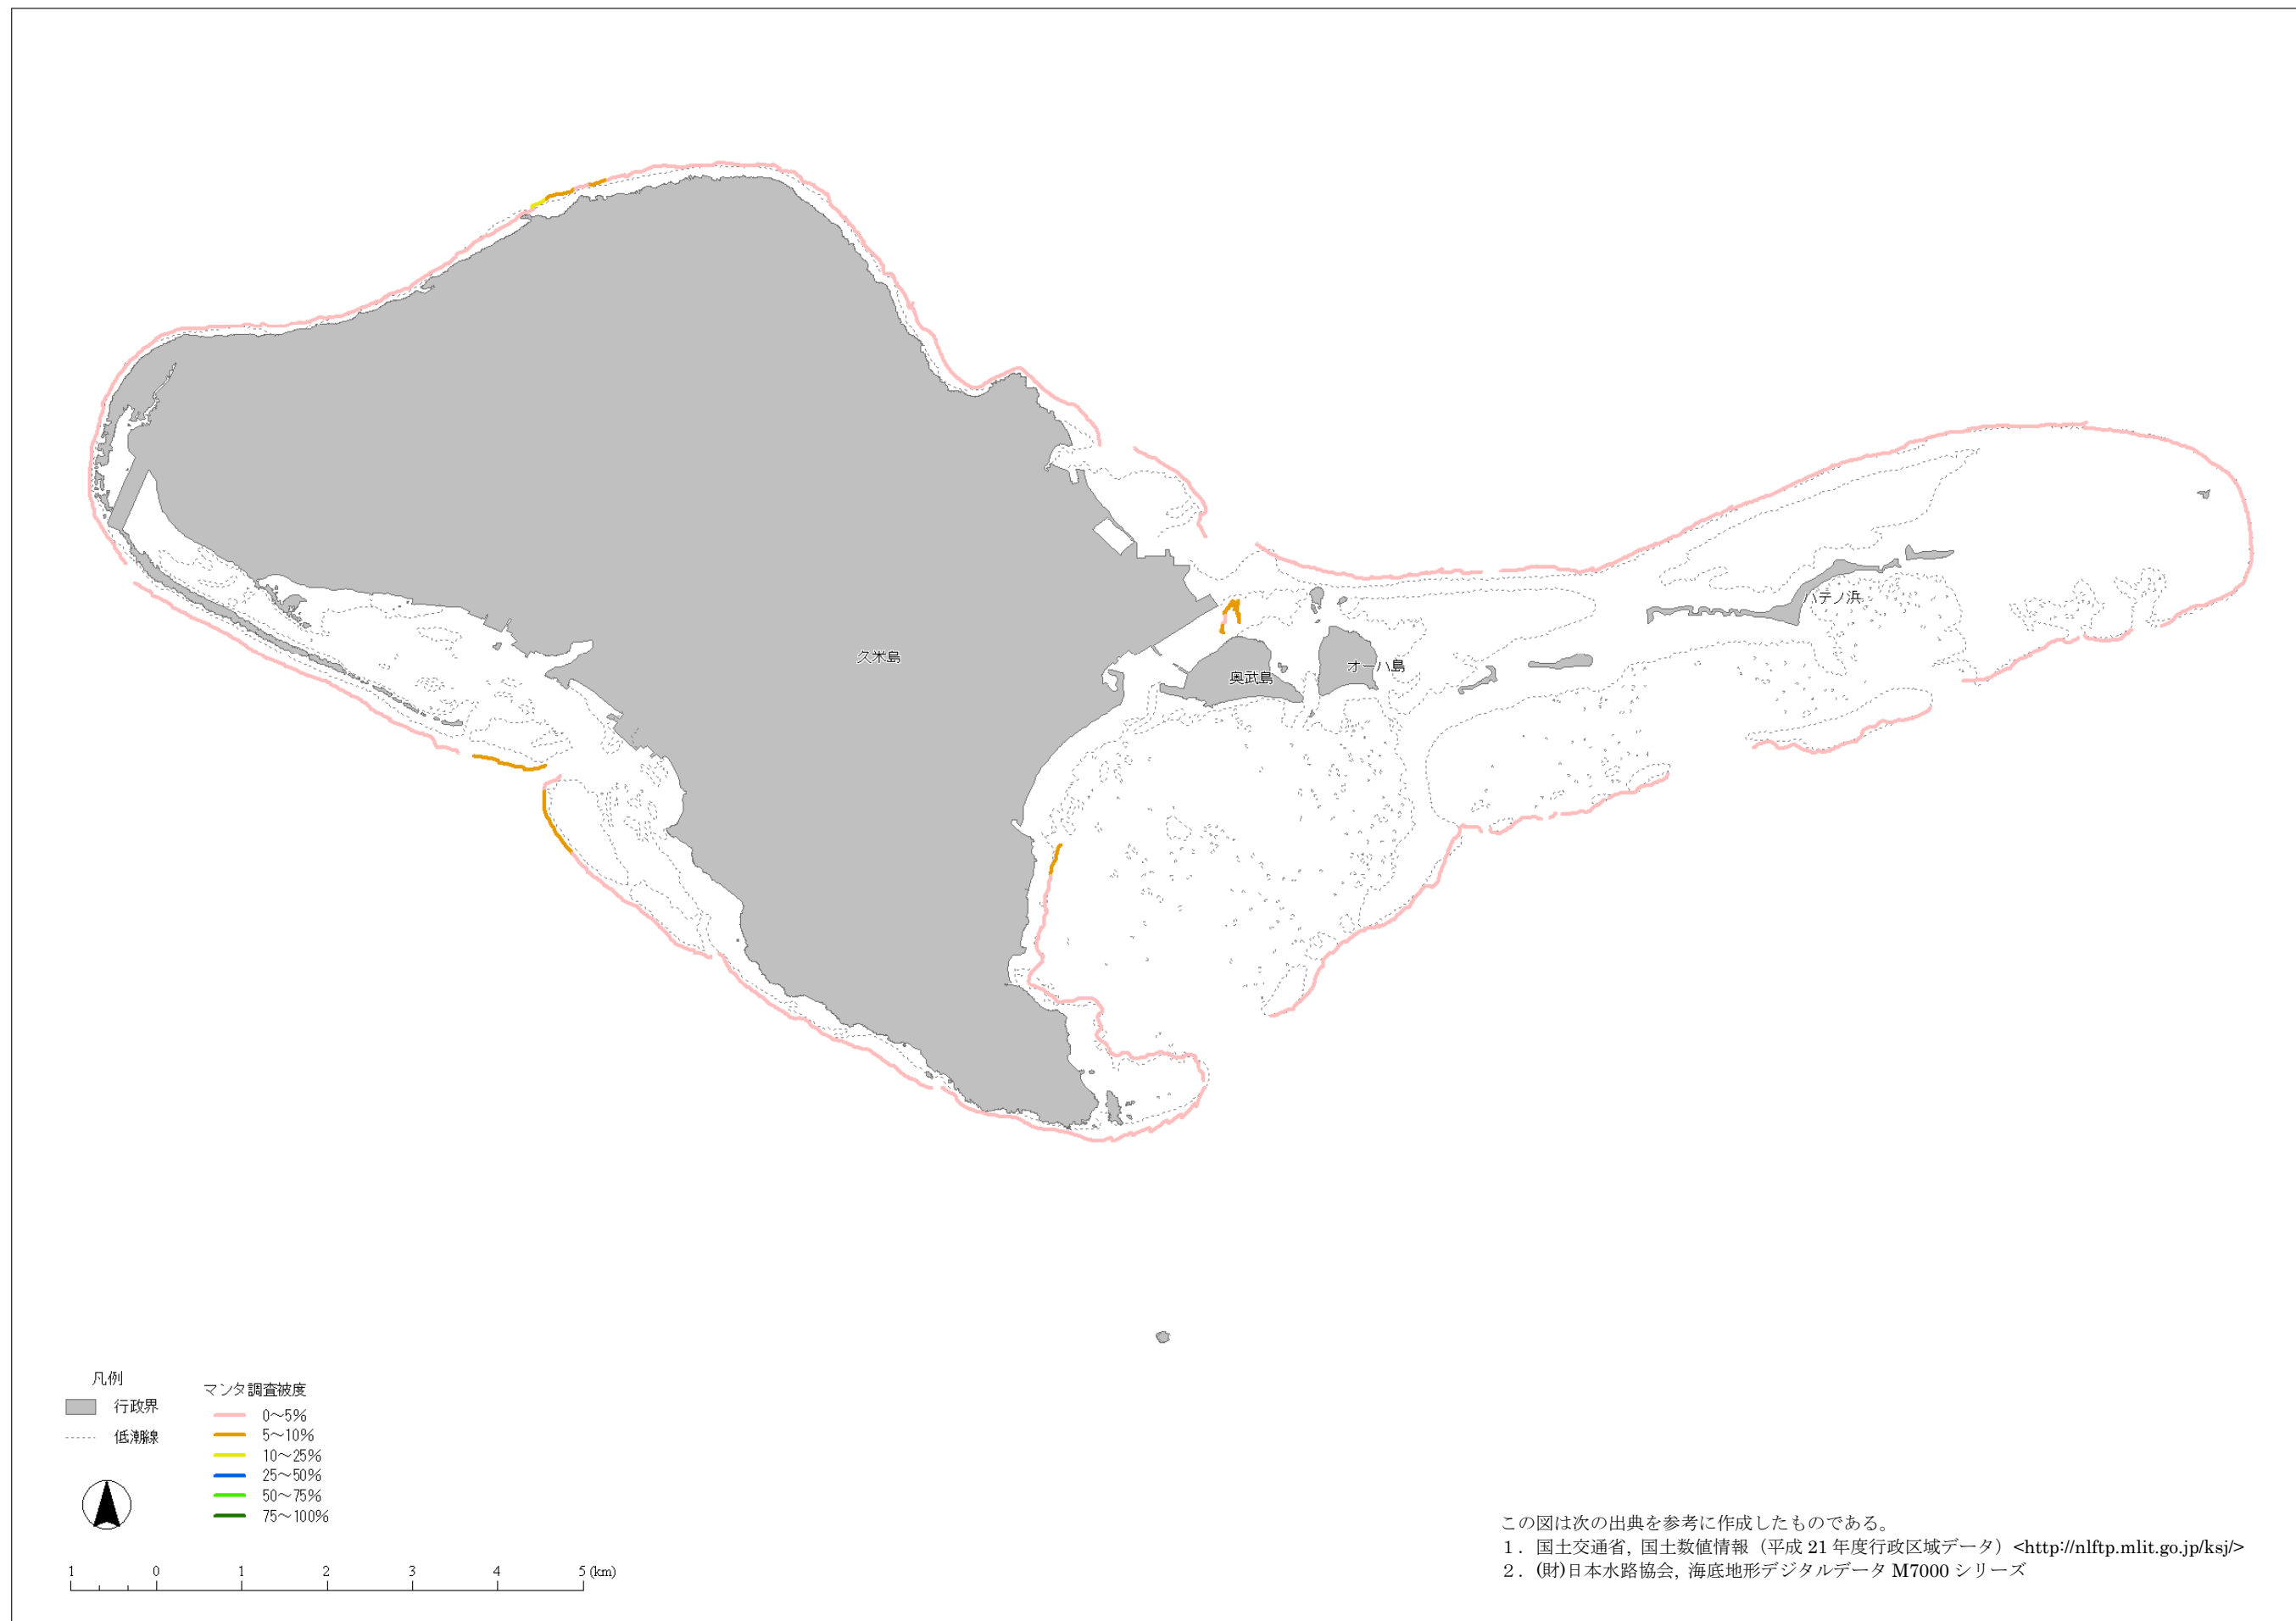 ハテノ浜
久米島
オーハ島
奥武島
凡例
行政界
低潮線
マンタ調査被度
0～5%
5～10%
10～25%
25～50%
50～75%
75～100%
1 0 1 2 3 4 5 (km)
この図は次の出典を参考に作成したものである。
1. 国土交通省, 国土数値情報（平成 21 年度行政区域データ）<http://nlftp.mlit.go.jp/ksj/>
2. (財)日本水路協会, 海底地形デジタルデータ M7000 シリーズ